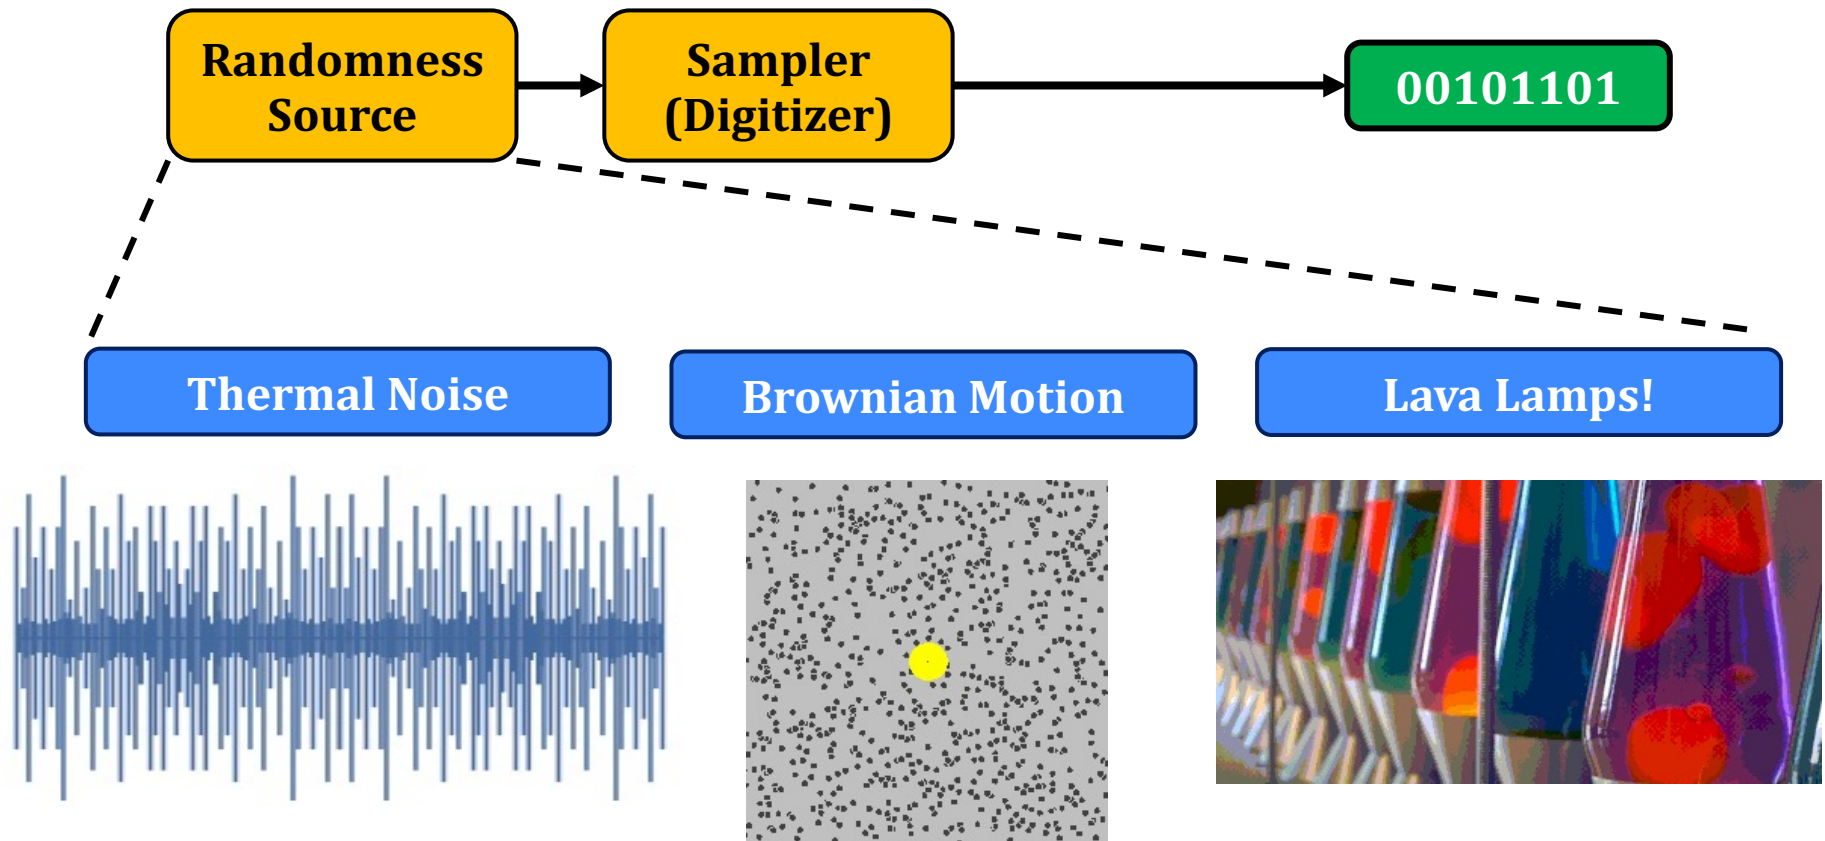 Randomness
Source
Sampler
(Digitizer)
00101101
Thermal Noise
Brownian Motion
Lava Lamps!